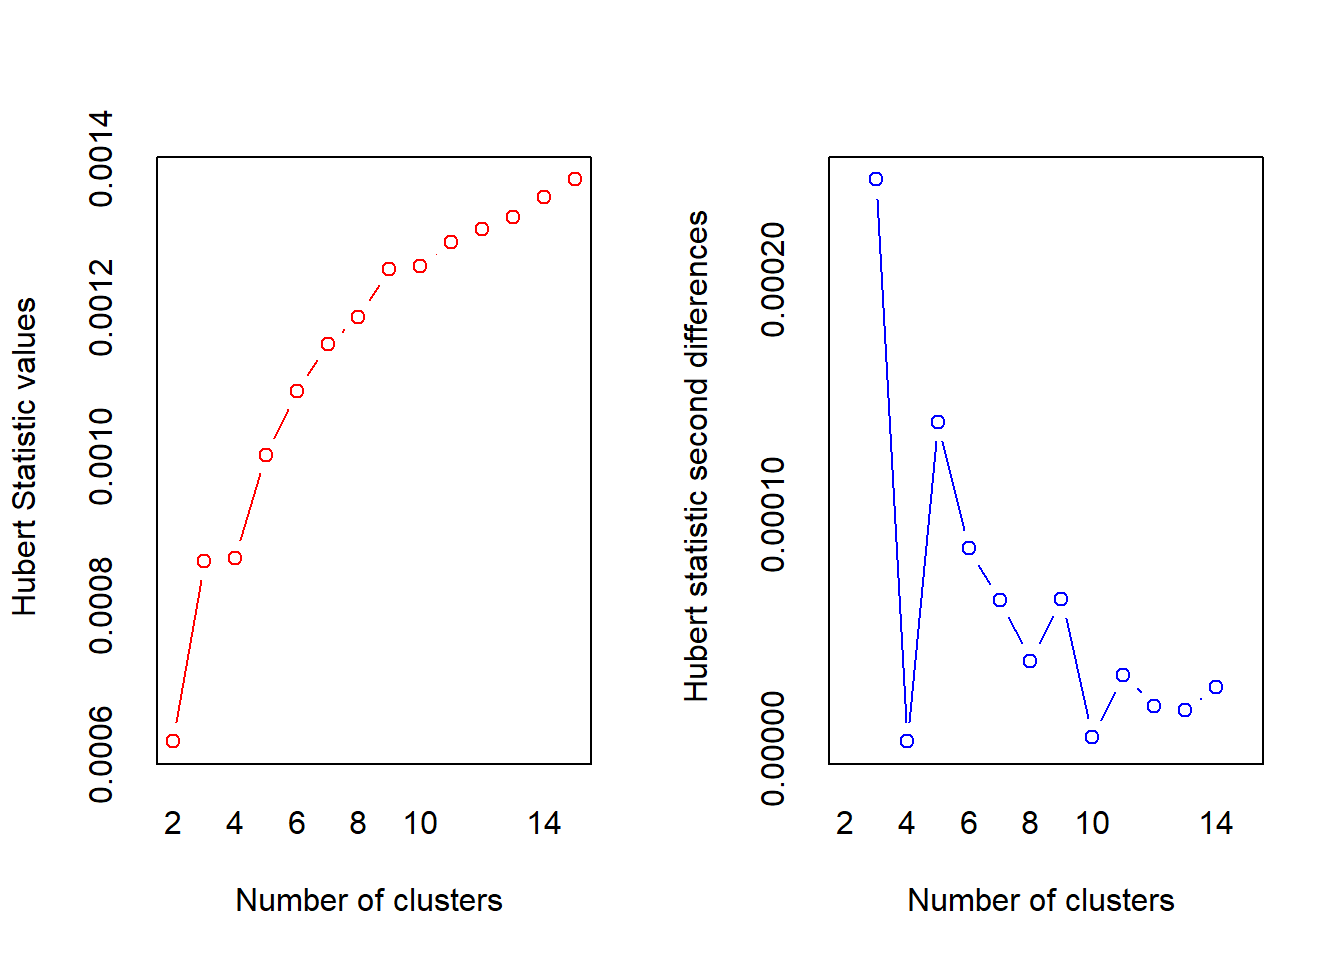 Hubert Statistic values
0.0006 0.0008 0.0010 0.0012 0.0014
2 4 6 8 10 14
Number of clusters
Hubert statistic second differences
0.00000 0.00010 0.00020
2 4 6 8 10 14
Number of clusters